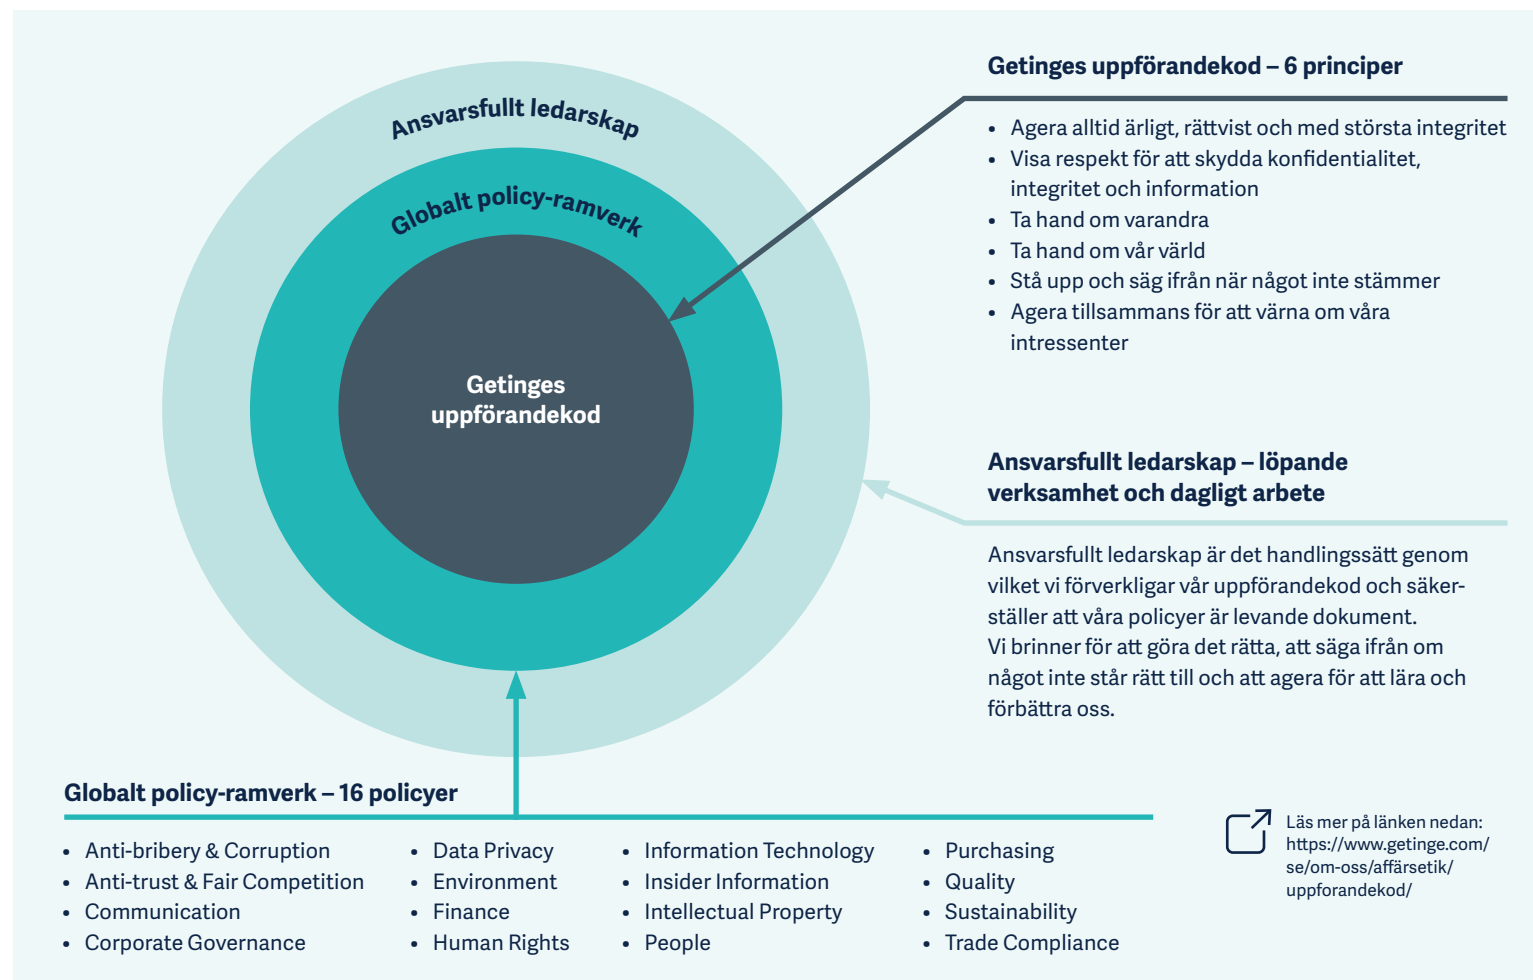 Ansvarsfullt ledarskap
Globalt policy-ramverk
Getinges
uppförandekod
Getinges uppförandekod – 6 principer
• Agera alltid ärligt, rättvist och med största integritet
• Visa respekt för att skydda konfidentialitet,
integritet och information
• Ta hand om varandra
• Ta hand om vår värld
• Stå upp och säg ifrån när något inte stämmer
• Agera tillsammans för att värna om våra
intressenter
Ansvarsfullt ledarskap – löpande
verksamhet och dagligt arbete
Ansvarsfullt ledarskap är det handlingssätt genom
vilket vi förverkligar vår uppförandekod och säker-
ställer att våra policyer är levande dokument.
Vi brinner för att göra det rätta, att säga ifrån om
något inte står rätt till och att agera för att lära och
förbättra oss.
Globalt policy-ramverk – 16 policyer
• Anti-bribery & Corruption
• Anti-trust & Fair Competition
• Communication
• Corporate Governance
• Data Privacy
• Environment
• Finance
• Human Rights
• Information Technology
• Insider Information
• Intellectual Property
• People
• Purchasing
• Quality
• Sustainability
• Trade Compliance
Läs mer på länken nedan:
https://www.getinge.com/
se/om-oss/affärsetik/
uppforandekod/